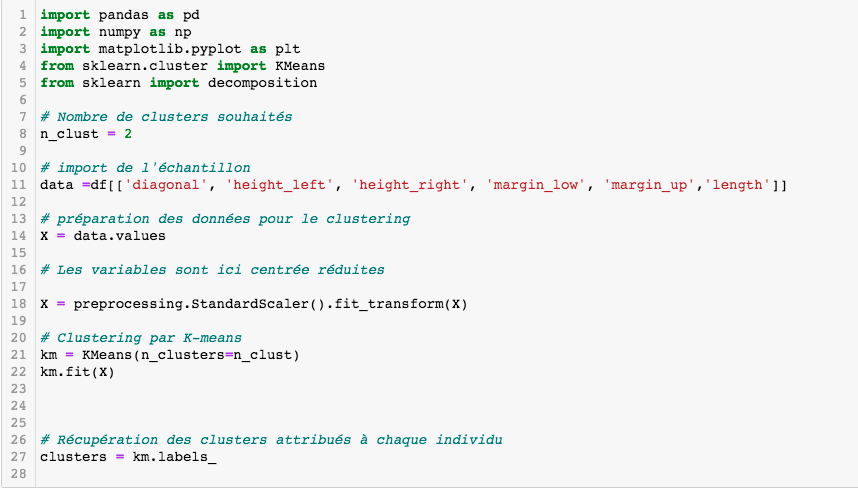 1 import pandas as pd
2 import numpy as np
3 import matplotlib.pyplot as plt
4 from sklearn.cluster import KMeans
5 from sklearn import decomposition
6
7 # Nombre de clusters souhaités
8 n_clust = 2
9
10 # import de l'échantillon
11 data =df[['diagonal', 'height_left', 'height_right', 'margin_low', 'margin_up','length']]
12
13 # préparation des données pour le clustering
14 X = data.values
15
16 # Les variables sont ici centrée réduites
17
18 X = preprocessing.StandardScaler().fit_transform(X)
19
20 # Clustering par K-means
21 km = KMeans(n_clusters=n_clust)
22 km.fit(X)
23
24
25
26 # Récupération des clusters attribués à chaque individu
27 clusters = km.labels_
28